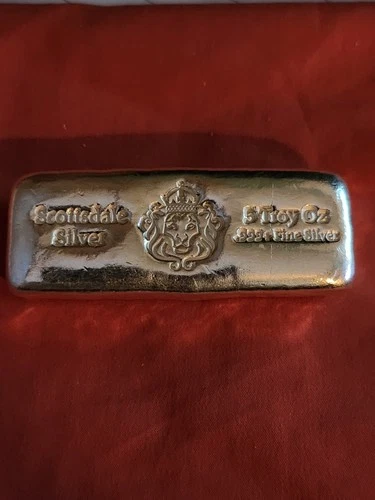 Scottsdale
Silver
5 Troy Oz
.999+ Fine Silver